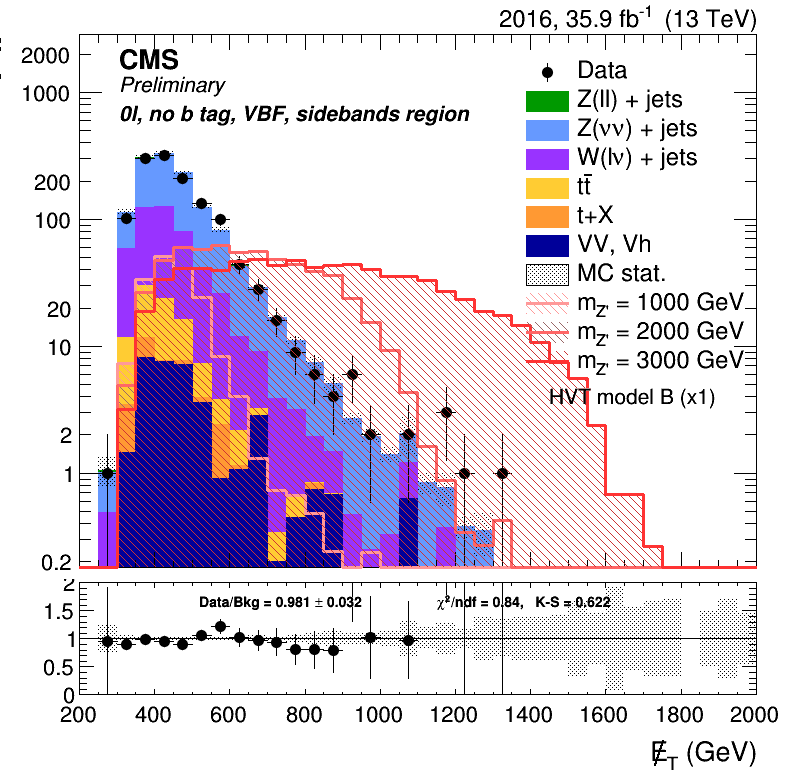 2016, 35.9 fb⁻¹ (13 TeV)
CMS
Preliminary
0l, no b tag, VBF, sidebands region
Data
Z(ll) + jets
Z(νν) + jets
W(lν) + jets
tt̄
t+X
VV, Vh
MC stat.
m_Z' = 1000 GeV
m_Z' = 2000 GeV
m_Z' = 3000 GeV
HVT model B (x1)
2000
1000
200
100
20
10
2
1
0.2
Data/Bkg = 0.981 ± 0.032
χ²/ndf = 0.84, K-S = 0.622
2
1.5
1
0.5
0
200 400 600 800 1000 1200 1400 1600 1800 2000
E̸_T (GeV)